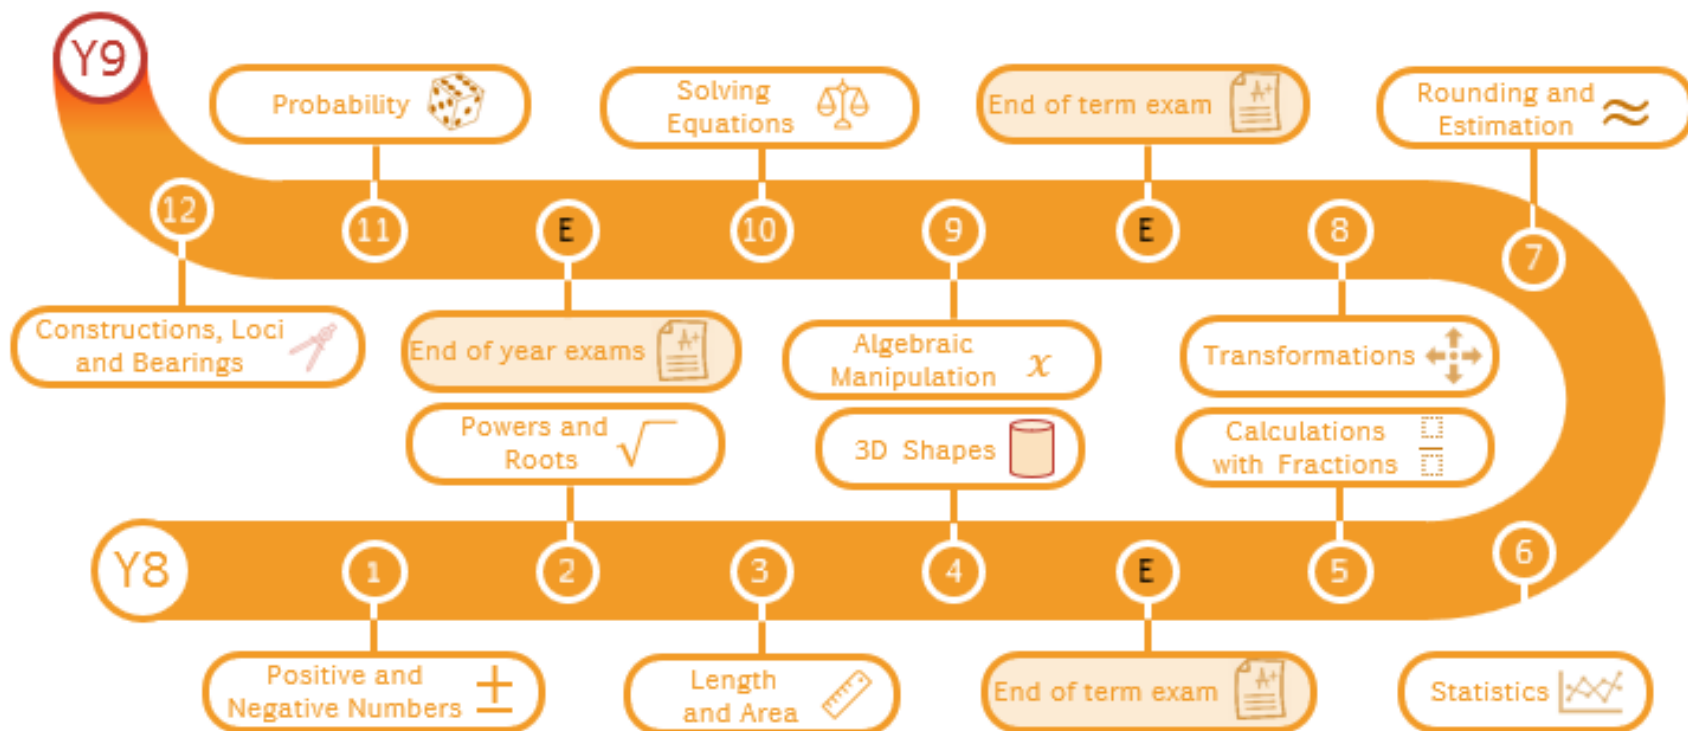 Y9
Probability
Solving
Equations
End of term exam
A+
Rounding and
Estimation
12
11
E
10
9
E
8
7
Constructions, Loci
and Bearings
End of year exams
A+
Algebraic
Manipulation
x
Transformations
Powers and
Roots
√
3D Shapes
Calculations
with Fractions
Y8
1
2
3
4
E
5
6
Positive and
Negative Numbers
±
Length
and Area
End of term exam
A+
Statistics